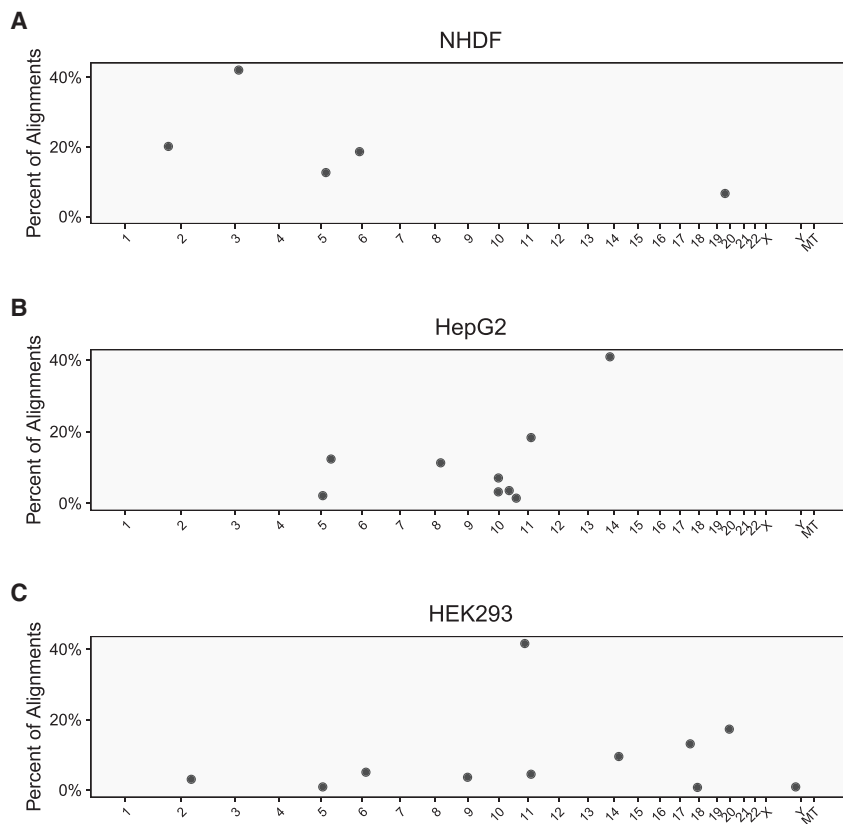 A
NHDF
Percent of Alignments
40%
20%
0%
1 2 3 4 5 6 7 8 9 10 11 12 13 14 15 16 17 18 19 20 21 22 X Y MT
B
HepG2
Percent of Alignments
40%
20%
0%
1 2 3 4 5 6 7 8 9 10 11 12 13 14 15 16 17 18 19 20 21 22 X Y MT
C
HEK293
Percent of Alignments
40%
20%
0%
1 2 3 4 5 6 7 8 9 10 11 12 13 14 15 16 17 18 19 20 21 22 X Y MT